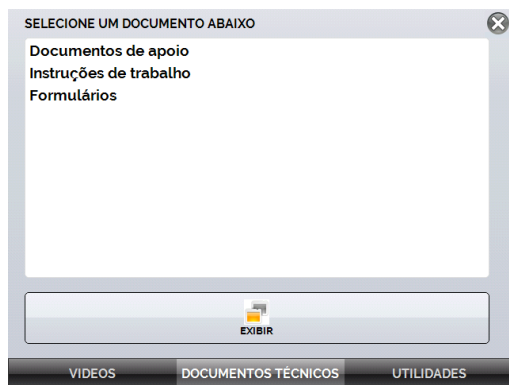 SELECIONE UM DOCUMENTO ABAIXO
Documentos de apoio
Instruções de trabalho
Formulários
EXIBIR
VIDEOS DOCUMENTOS TÉCNICOS UTILIDADES